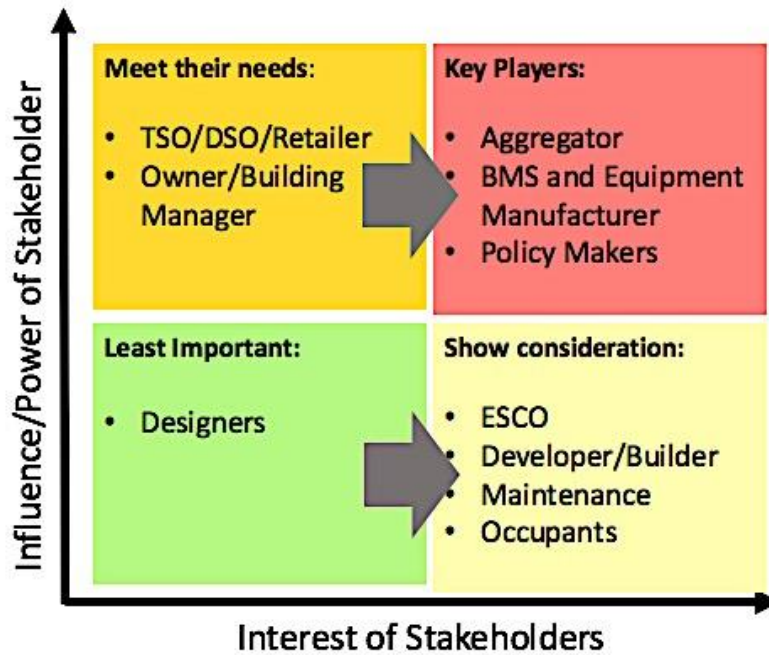 Influence/Power of Stakeholder
Meet their needs:
• TSO/DSO/Retailer
• Owner/Building
Manager
Key Players:
• Aggregator
• BMS and Equipment
Manufacturer
• Policy Makers
Least Important:
• Designers
Show consideration:
• ESCO
• Developer/Builder
• Maintenance
• Occupants
Interest of Stakeholders